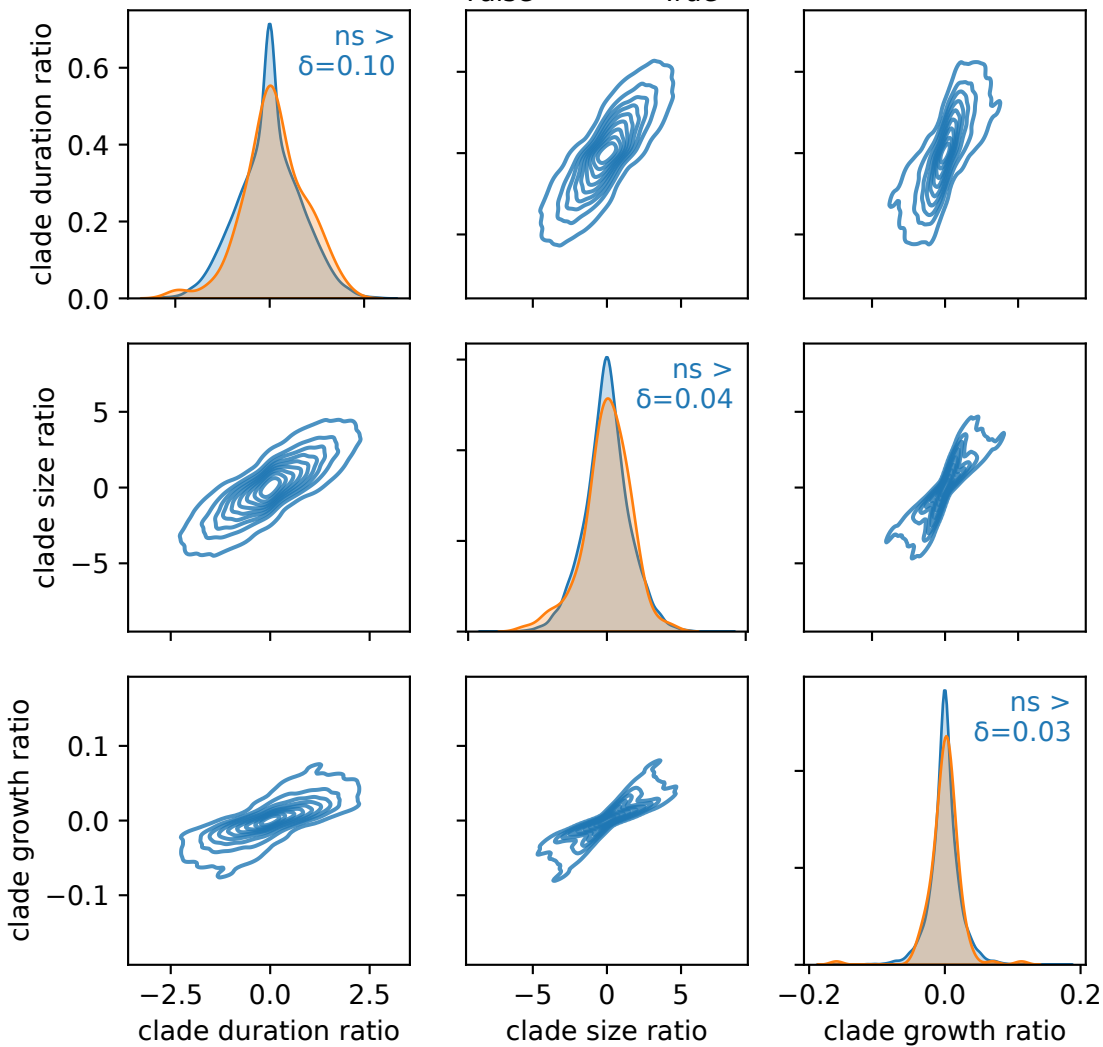 clade duration ratio
0.6
0.4
0.2
0.0
ns >
δ=0.10
clade size ratio
5
0
−5
ns >
δ=0.04
clade growth ratio
0.1
0.0
−0.1
ns >
δ=0.03
−2.5 0.0 2.5
−5 0 5
−0.2 0.0 0.2
clade duration ratio
clade size ratio
clade growth ratio